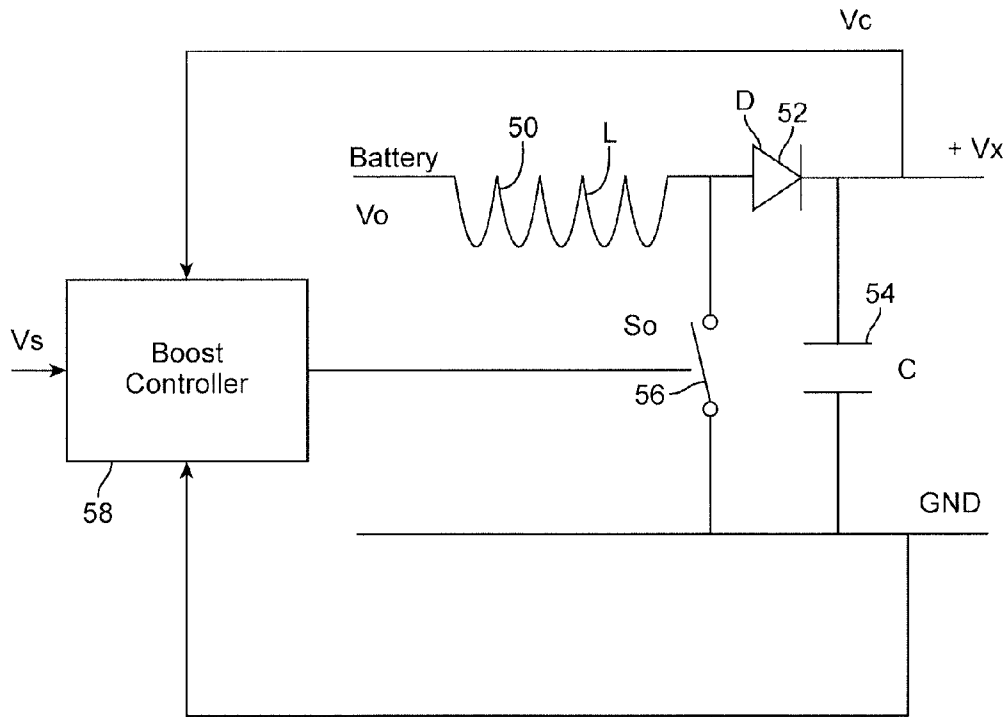 Vc
D
52
50
L
+ Vx
Battery
Vo
54
Vs
Boost
Controller
So
C
56
58
GND